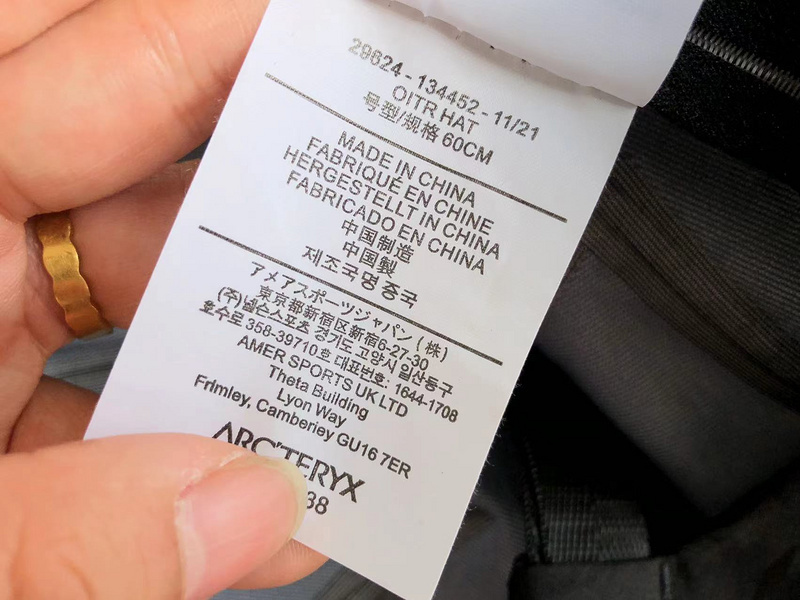 29824 - 134452 - 11/21
OITR HAT
号型/规格 60CM
MADE IN CHINA
FABRIQUÉ EN CHINE
HERGESTELLT IN CHINA
FABRICADO EN CHINA
中国制造
中国製
제조국명 중국
アメアスポーツジャパン (株)
東京都新宿区新宿6-27-30
(주)넬슨스포츠 경기도 고양시 일산동구
호수로 358-39710호 대표번호: 1644-1708
AMER SPORTS UK LTD
Theta Building
Lyon Way
Frimley, Camberley GU16 7ER
ARC'TERYX
38